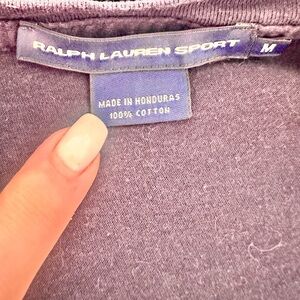 RALPH LAUREN SPORT M
MADE IN HONDURAS
100% COTTON